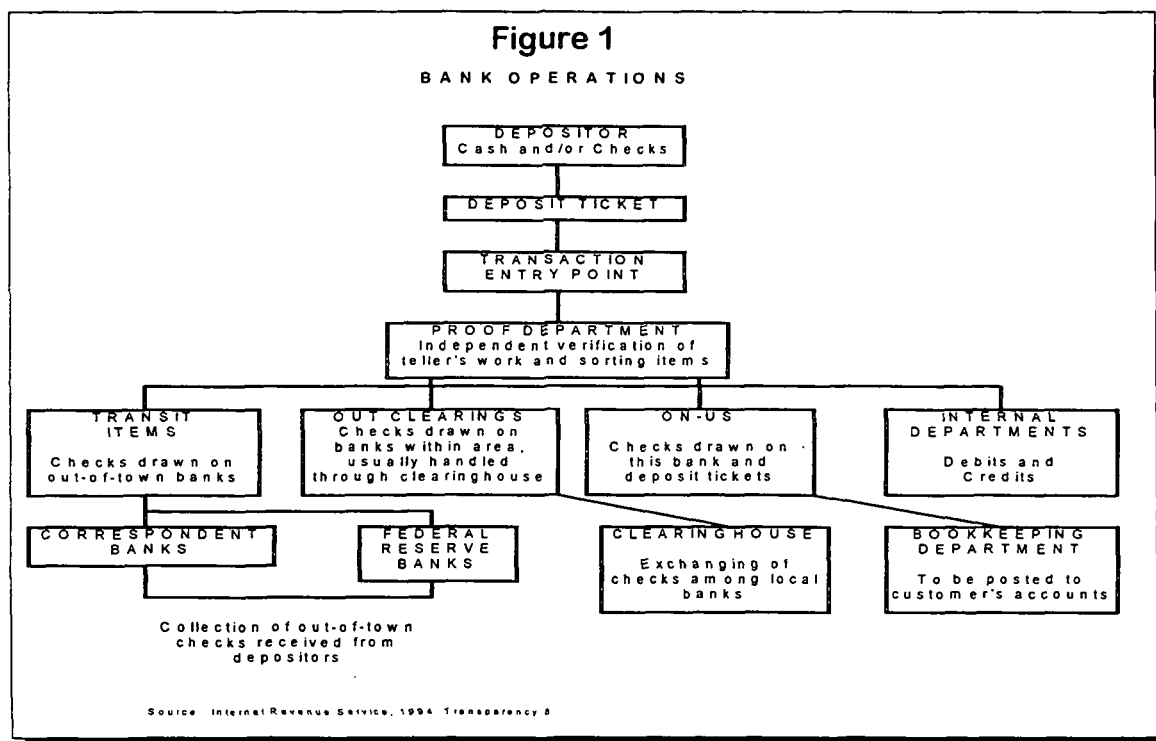 Figure 1
BANK OPERATIONS
DEPOSITOR
Cash and/or Checks
DEPOSIT TICKET
TRANSACTION
ENTRY POINT
PROOF DEPARTMENT
Independent verification of
teller's work and sorting items
TRANSIT
ITEMS
Checks drawn on
out-of-town banks
OUT CLEARINGS
Checks drawn on
banks within area,
usually handled
through clearinghouse
ON-US
Checks drawn on
this bank and
deposit tickets
INTERNAL
DEPARTMENTS
Debits and
Credits
CORRESPONDENT
BANKS
FEDERAL
RESERVE
BANKS
CLEARINGHOUSE
Exchanging of
checks among local
banks
BOOKKEEPING
DEPARTMENT
To be posted to
customer's accounts
Collection of out-of-town
checks received from
depositors
Source: Internal Revenue Service, 1994 Transparency 8